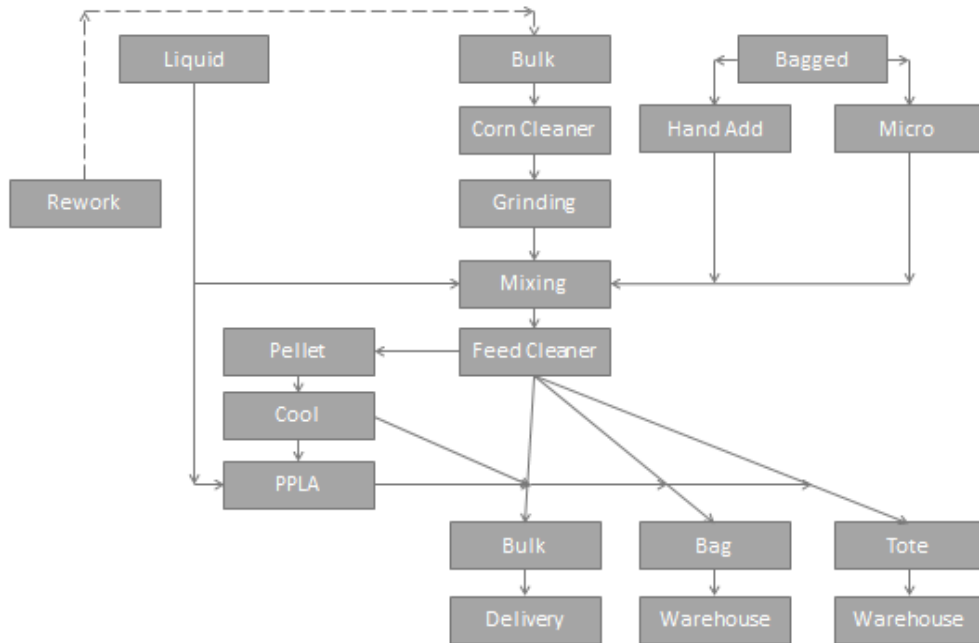 Liquid
Bulk
Bagged
Corn Cleaner
Hand Add
Micro
Rework
Grinding
Mixing
Pellet
Feed Cleaner
Cool
PPLA
Bulk
Bag
Tote
Delivery
Warehouse
Warehouse